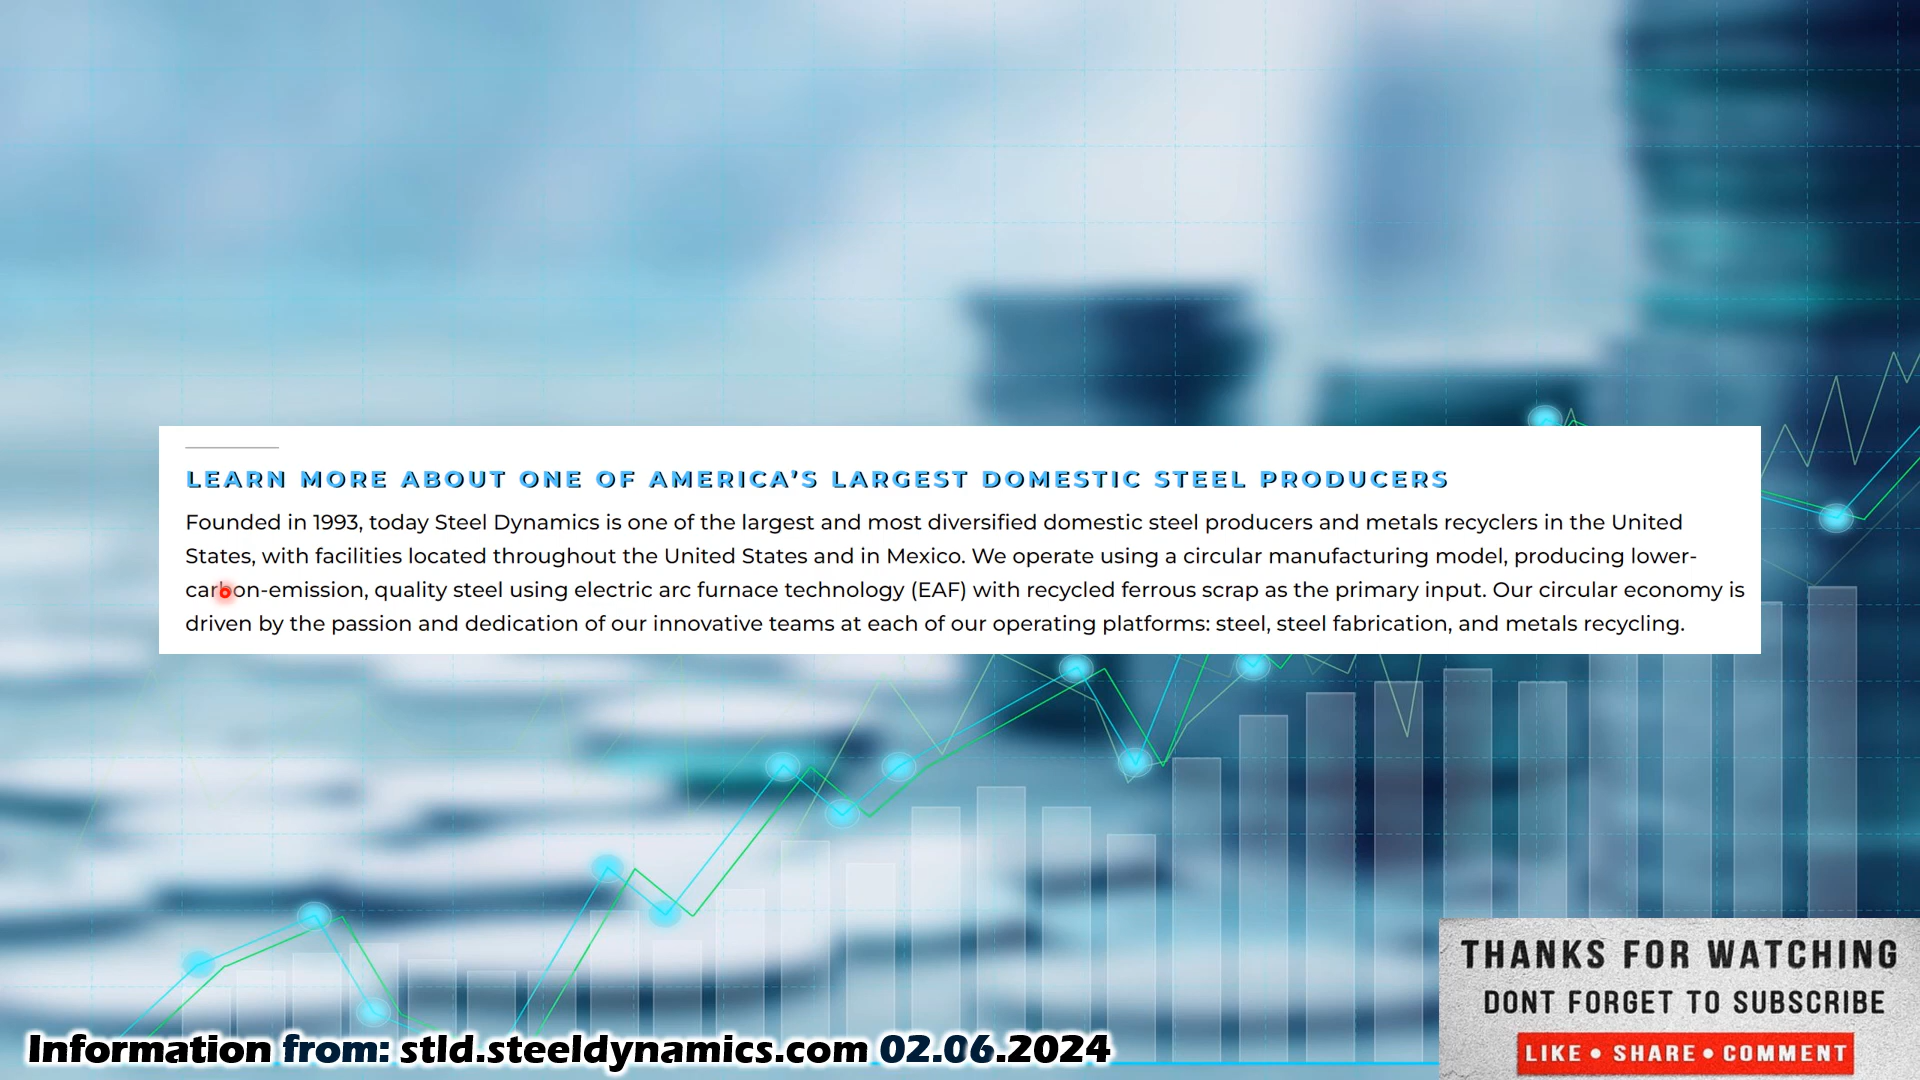 LEARN MORE ABOUT ONE OF AMERICA'S LARGEST DOMESTIC STEEL PRODUCERS
Founded in 1993, today Steel Dynamics is one of the largest and most diversified domestic steel producers and metals recyclers in the United
States, with facilities located throughout the United States and in Mexico. We operate using a circular manufacturing model, producing lower-
carbon-emission, quality steel using electric arc furnace technology (EAF) with recycled ferrous scrap as the primary input. Our circular economy is
driven by the passion and dedication of our innovative teams at each of our operating platforms: steel, steel fabrication, and metals recycling.
THANKS FOR WATCHING
DONT FORGET TO SUBSCRIBE
LIKE • SHARE • COMMENT
Information from: stld.steeldynamics.com 02.06.2024